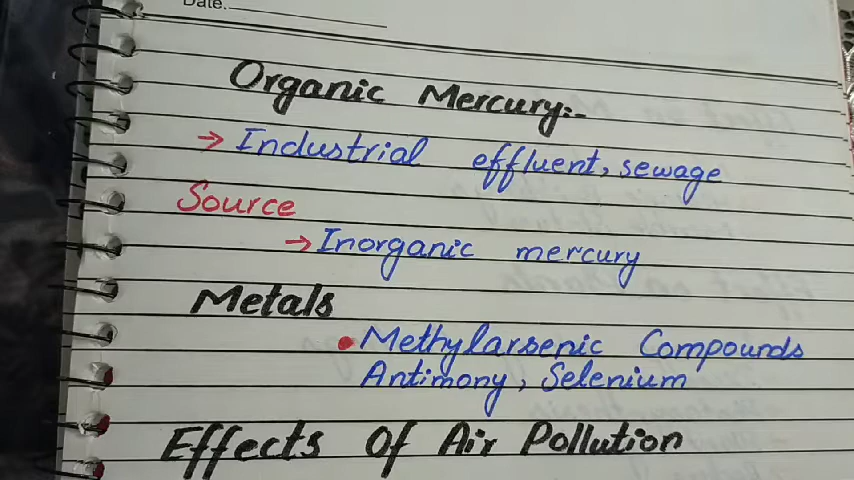 Date.
Organic Mercury:-
→ Industrial effluent, sewage
Source
→ Inorganic mercury
Metals
• Methylarsenic Compounds
Antimony, Selenium
Effects Of Air Pollution